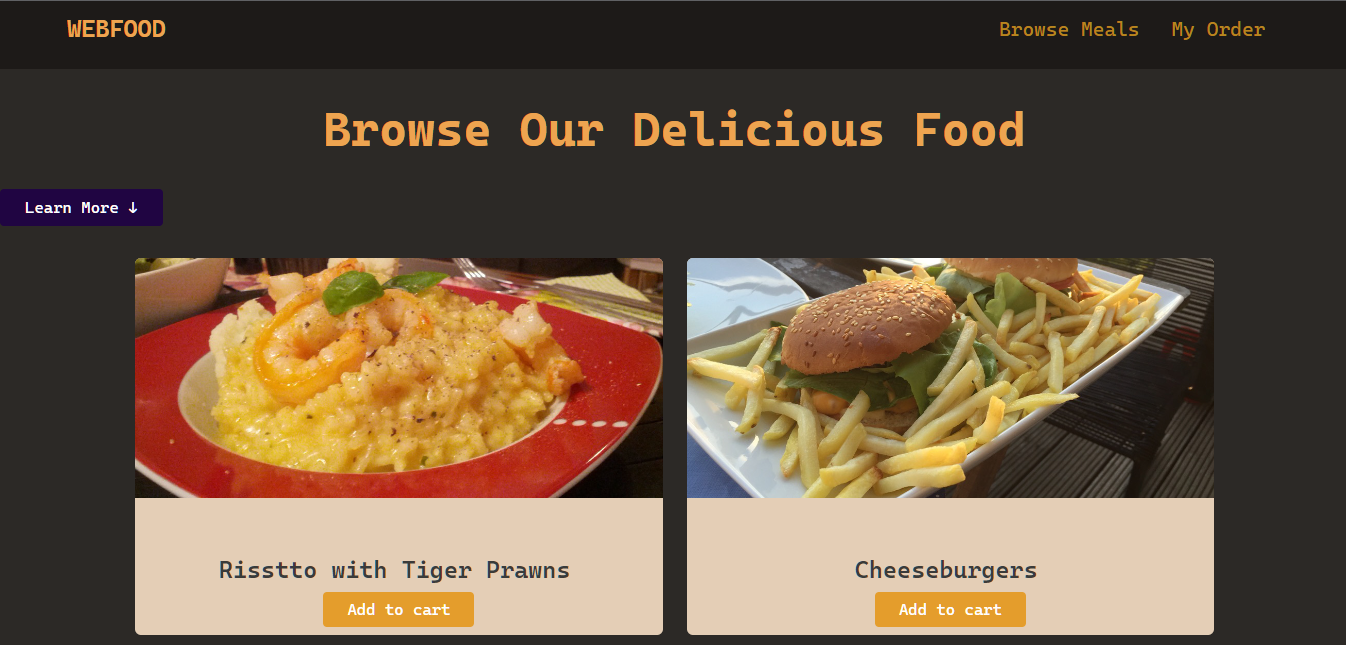 WEBFOOD
Browse Meals
My Order
Browse Our Delicious Food
Learn More ↓
Risstto with Tiger Prawns
Cheeseburgers
Add to cart
Add to cart